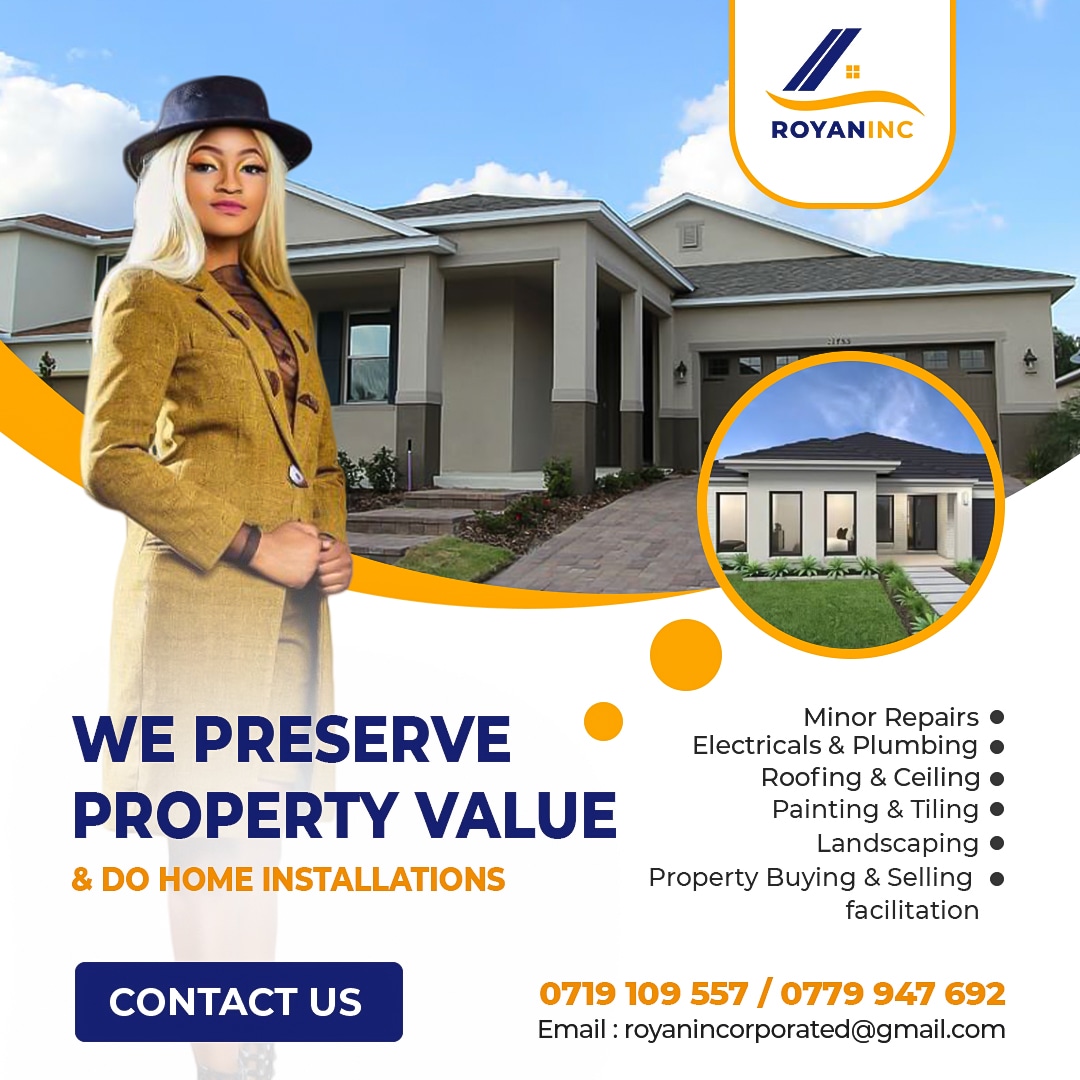 ROYANINC
WE PRESERVE
PROPERTY VALUE
& DO HOME INSTALLATIONS
CONTACT US
Minor Repairs
Electricals & Plumbing
Roofing & Ceiling
Painting & Tiling
Landscaping
Property Buying & Selling
facilitation
0719 109 557 / 0779 947 692
Email : royanincorporated@gmail.com